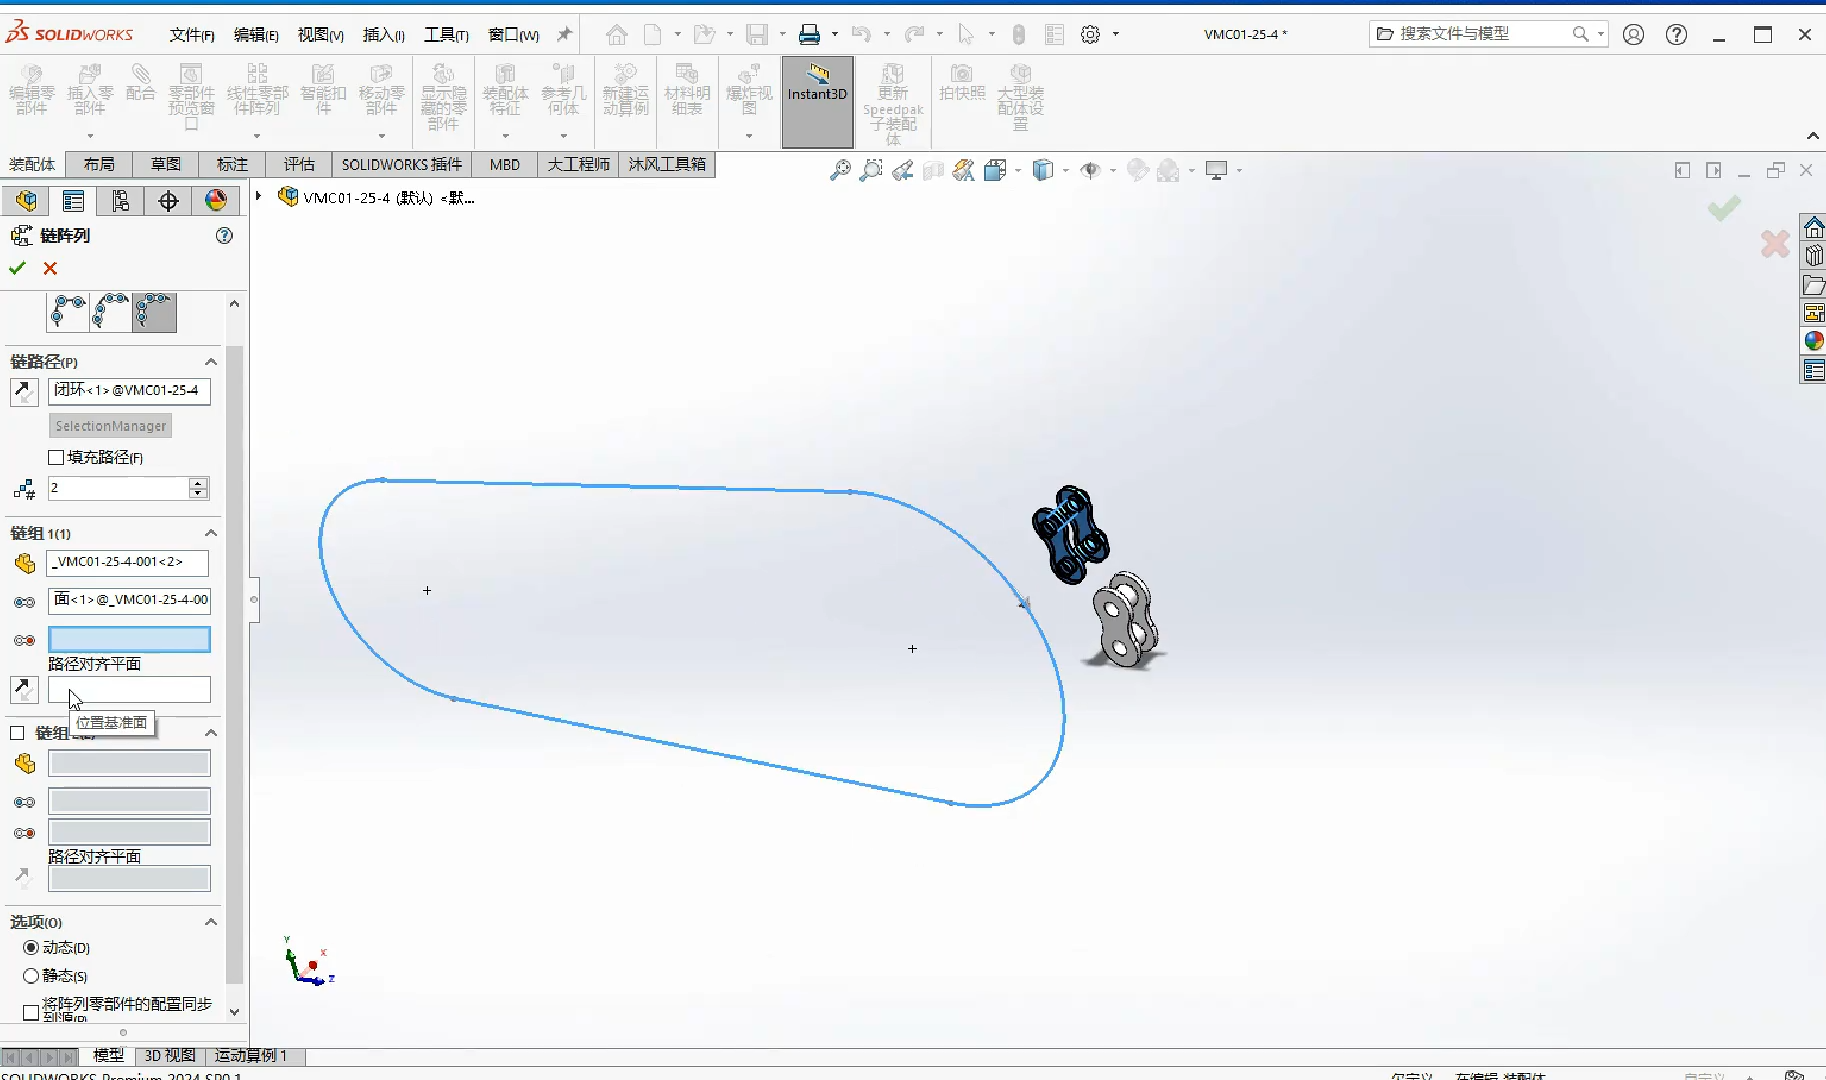 SOLIDWORKS 文件(F) 编辑(E) 视图(V) 插入(I) 工具(T) 窗口(W) VMC01-25-4 * 搜索文件与模型
编辑零部件 插入零部件 配合 零部件预览窗口 线性零部件阵列 智能扣件 移动零部件 显示隐藏的零部件 装配体特征 参考几何体 新建运动算例 材料明细表 爆炸视图 Instant3D 更新Speedpak子装配体 拍快照 大型装配体设置
装配体 布局 草图 标注 评估 SOLIDWORKS 插件 MBD 大工程师 沐风工具箱
VMC01-25-4 (默认) <默...
链阵列
链路径(P)
闭环<1>@VMC01-25-4
SelectionManager
填充路径(F)
2
链组 1(1)
_VMC01-25-4-001<2>
面<1>@_VMC01-25-4-00
路径对齐平面
位置基准面
链组
路径对齐平面
选项(O)
动态(D)
静态(S)
将阵列零部件的配置同步
到源(P)
Y
X
Z
模型 3D 视图 运动算例 1
SOLIDWORKS Premium 2024 SP0.1 欠定义 在编辑 装配体 自定义